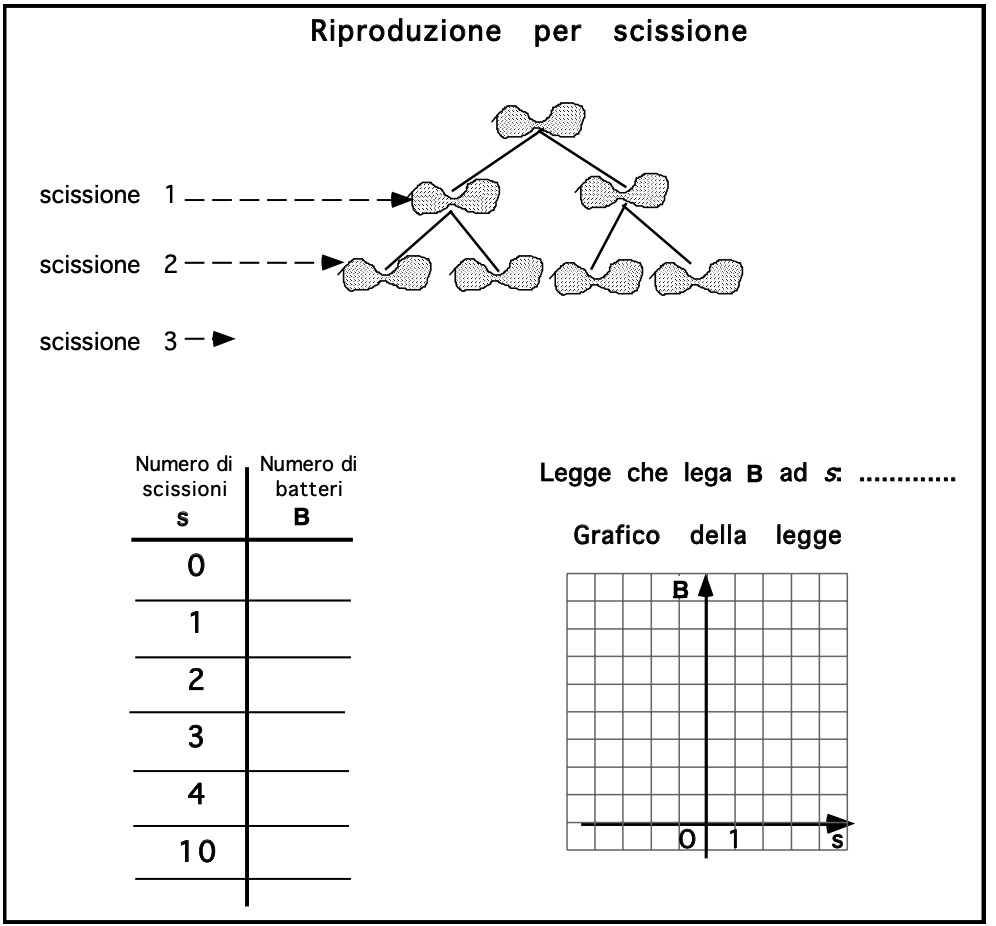 Riproduzione per scissione
scissione 1
scissione 2
scissione 3
Numero di
scissioni
s
Numero di
batteri
B
0
1
2
3
4
10
Legge che lega B ad s: .............
Grafico della legge
B
0 1 s